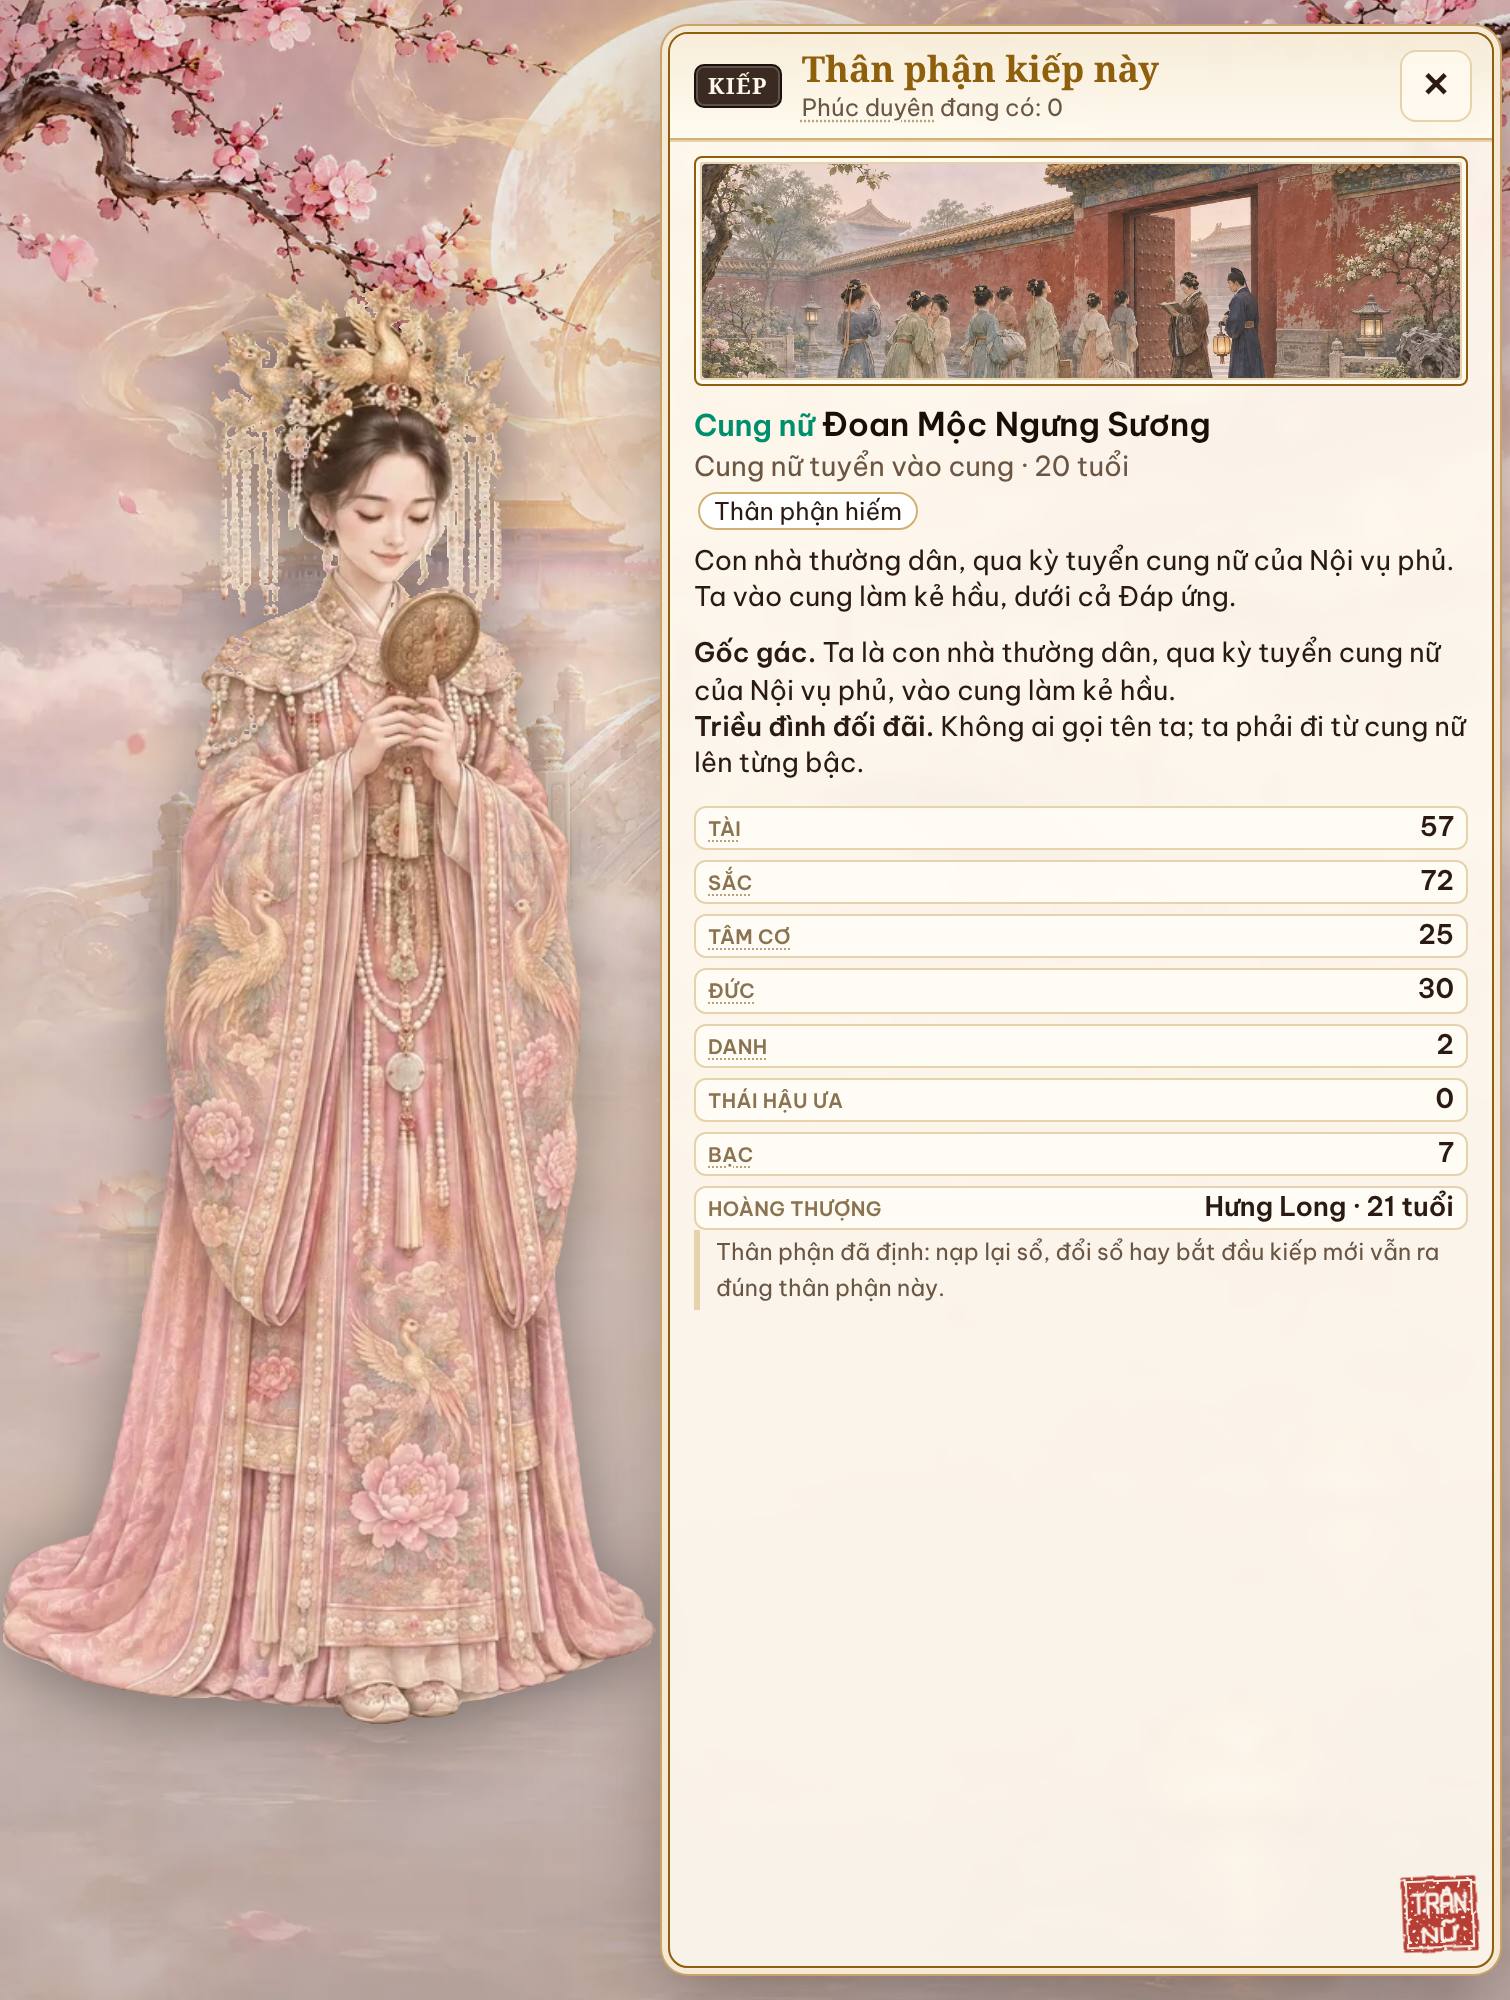 KIẾP
Thân phận kiếp này
Phúc duyên đang có: 0
✕
Cung nữ Đoan Mộc Ngưng Sương
Cung nữ tuyển vào cung · 20 tuổi
Thân phận hiếm
Con nhà thường dân, qua kỳ tuyển cung nữ của Nội vụ phủ.
Ta vào cung làm kẻ hầu, dưới cả Đáp ứng.
Gốc gác. Ta là con nhà thường dân, qua kỳ tuyển cung nữ
của Nội vụ phủ, vào cung làm kẻ hầu.
Triều đình đối đãi. Không ai gọi tên ta; ta phải đi từ cung nữ
lên từng bậc.
TÀI 57
SẮC 72
TÂM CƠ 25
ĐỨC 30
DANH 2
THÁI HẬU ƯA 0
BẠC 7
HOÀNG THƯỢNG Hưng Long · 21 tuổi
Thân phận đã định: nạp lại sổ, đổi sổ hay bắt đầu kiếp mới vẫn ra
đúng thân phận này.
TRÂN
NỮ